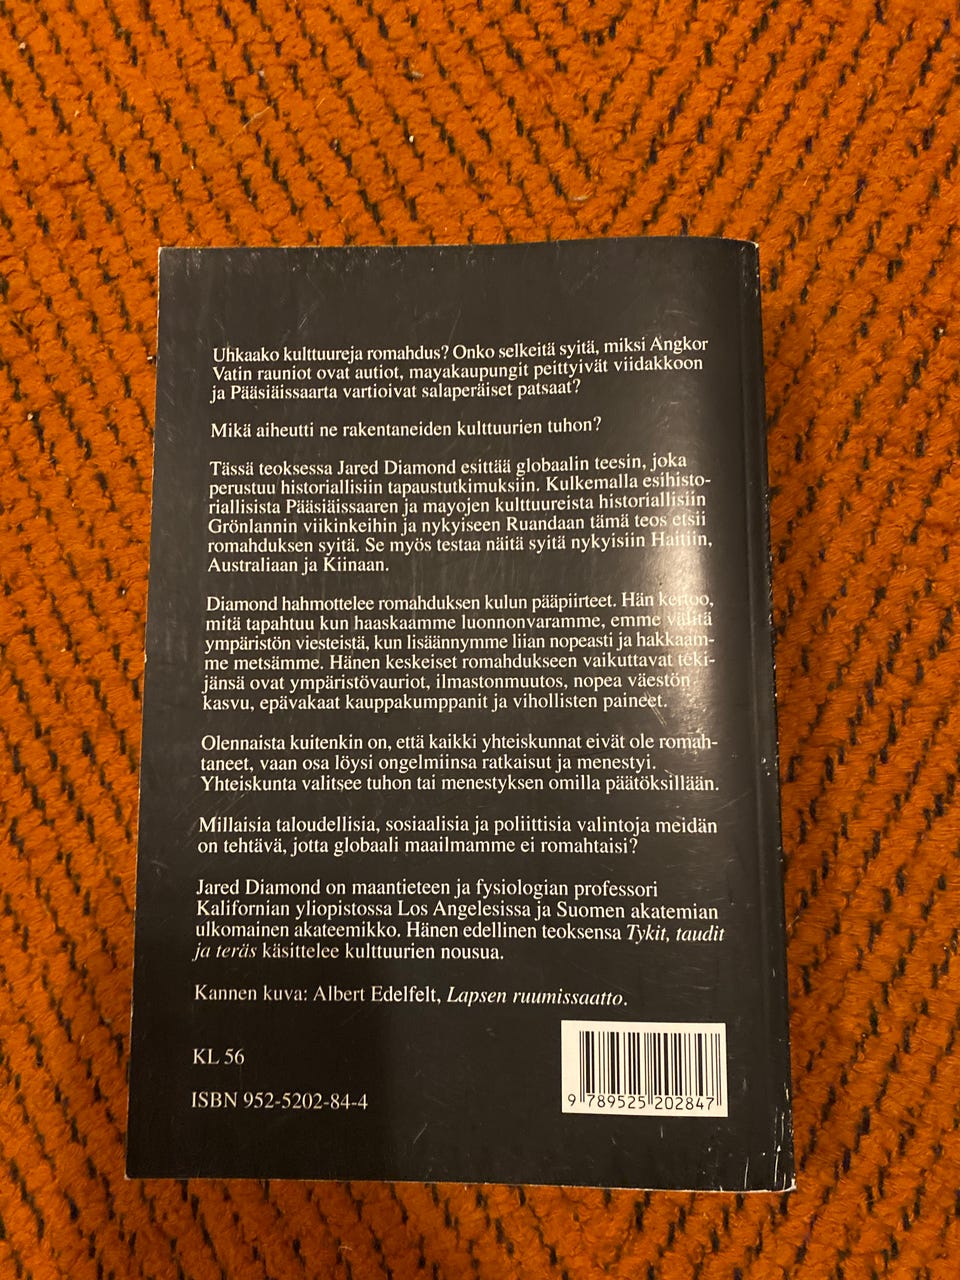 Uhkaako kulttuureja romahdus? Onko selkeitä syitä, miksi Angkor
Vatin rauniot ovat autiot, mayakaupungit peittyivät viidakkoon
ja Pääsiäissaarta vartioivat salaperäiset patsaat?
Mikä aiheutti ne rakentaneiden kulttuurien tuhon?
Tässä teoksessa Jared Diamond esittää globaalin teesin, joka
perustuu historiallisiin tapaustutkimuksiin. Kulkemalla esihisto-
riallisista Pääsiäissaaren ja mayojen kulttuureista historiallisiin
Grönlannin viikinkeihin ja nykyiseen Ruandaan tämä teos etsii
romahduksen syitä. Se myös testaa näitä syitä nykyisiin Haitiin,
Australiaan ja Kiinaan.
Diamond hahmottelee romahduksen kulun pääpiirteet. Hän kertoo,
mitä tapahtuu kun haaskaamme luonnonvaramme, emme välitä
ympäristön viesteistä, kun lisäännymme liian nopeasti ja hakkaam-
me metsämme. Hänen keskeiset romahdukseen vaikuttavat teki-
jänsä ovat ympäristövauriot, ilmastonmuutos, nopea väestön
kasvu, epävakaat kauppakumppanit ja vihollisten paineet.
Olennaista kuitenkin on, että kaikki yhteiskunnat eivät ole romah-
taneet, vaan osa löysi ongelmiinsa ratkaisut ja menestyi.
Yhteiskunta valitsee tuhon tai menestyksen omilla päätöksillään.
Millaisia taloudellisia, sosiaalisia ja poliittisia valintoja meidän
on tehtävä, jotta globaali maailmamme ei romahtaisi?
Jared Diamond on maantieteen ja fysiologian professori
Kalifornian yliopistossa Los Angelesissa ja Suomen akatemian
ulkomainen akateemikko. Hänen edellinen teoksensa Tykit, taudit
ja teräs käsittelee kulttuurien nousua.
Kannen kuva: Albert Edelfelt, Lapsen ruumissaatto.
KL 56
ISBN 952-5202-84-4
9 789525 202847